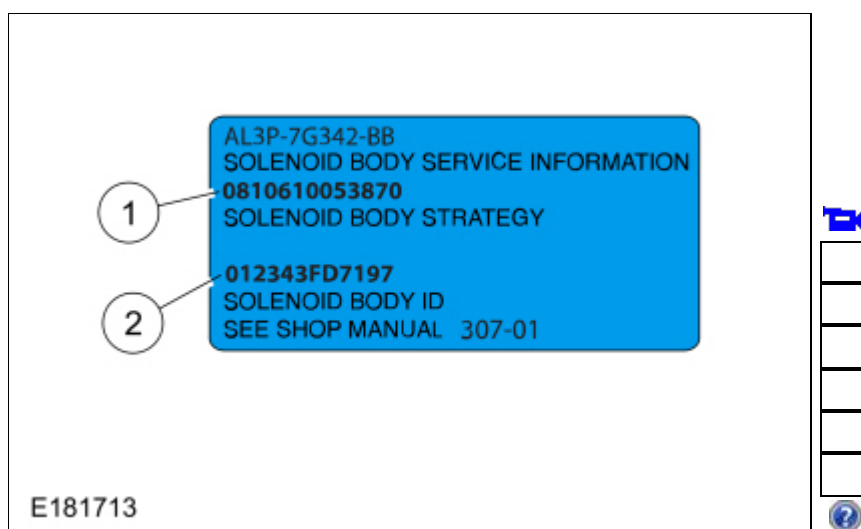 AL3P-7G342-BB
SOLENOID BODY SERVICE INFORMATION
1
0810610053870
SOLENOID BODY STRATEGY
012343FD7197
2
SOLENOID BODY ID
SEE SHOP MANUAL 307-01
E181713
?